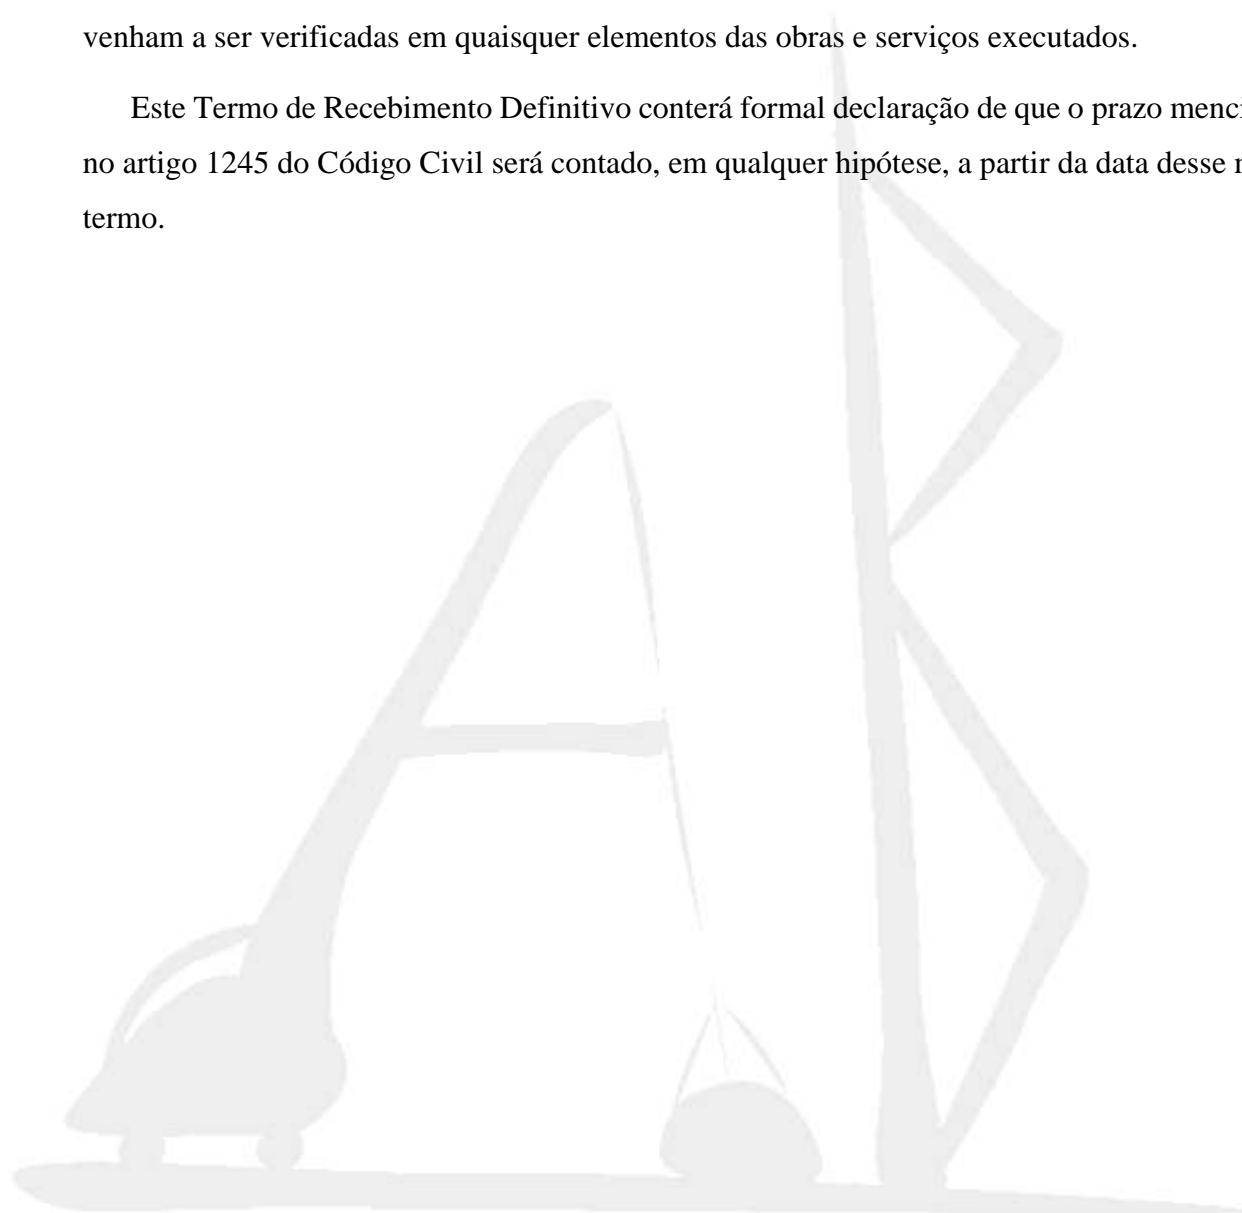 venham a ser verificadas em quaisquer elementos das obras e serviços executados.
Este Termo de Recebimento Definitivo conterá formal declaração de que o prazo
no artigo 1245 do Código Civil será contado, em qualquer hipótese, a partir da data desse
termo.